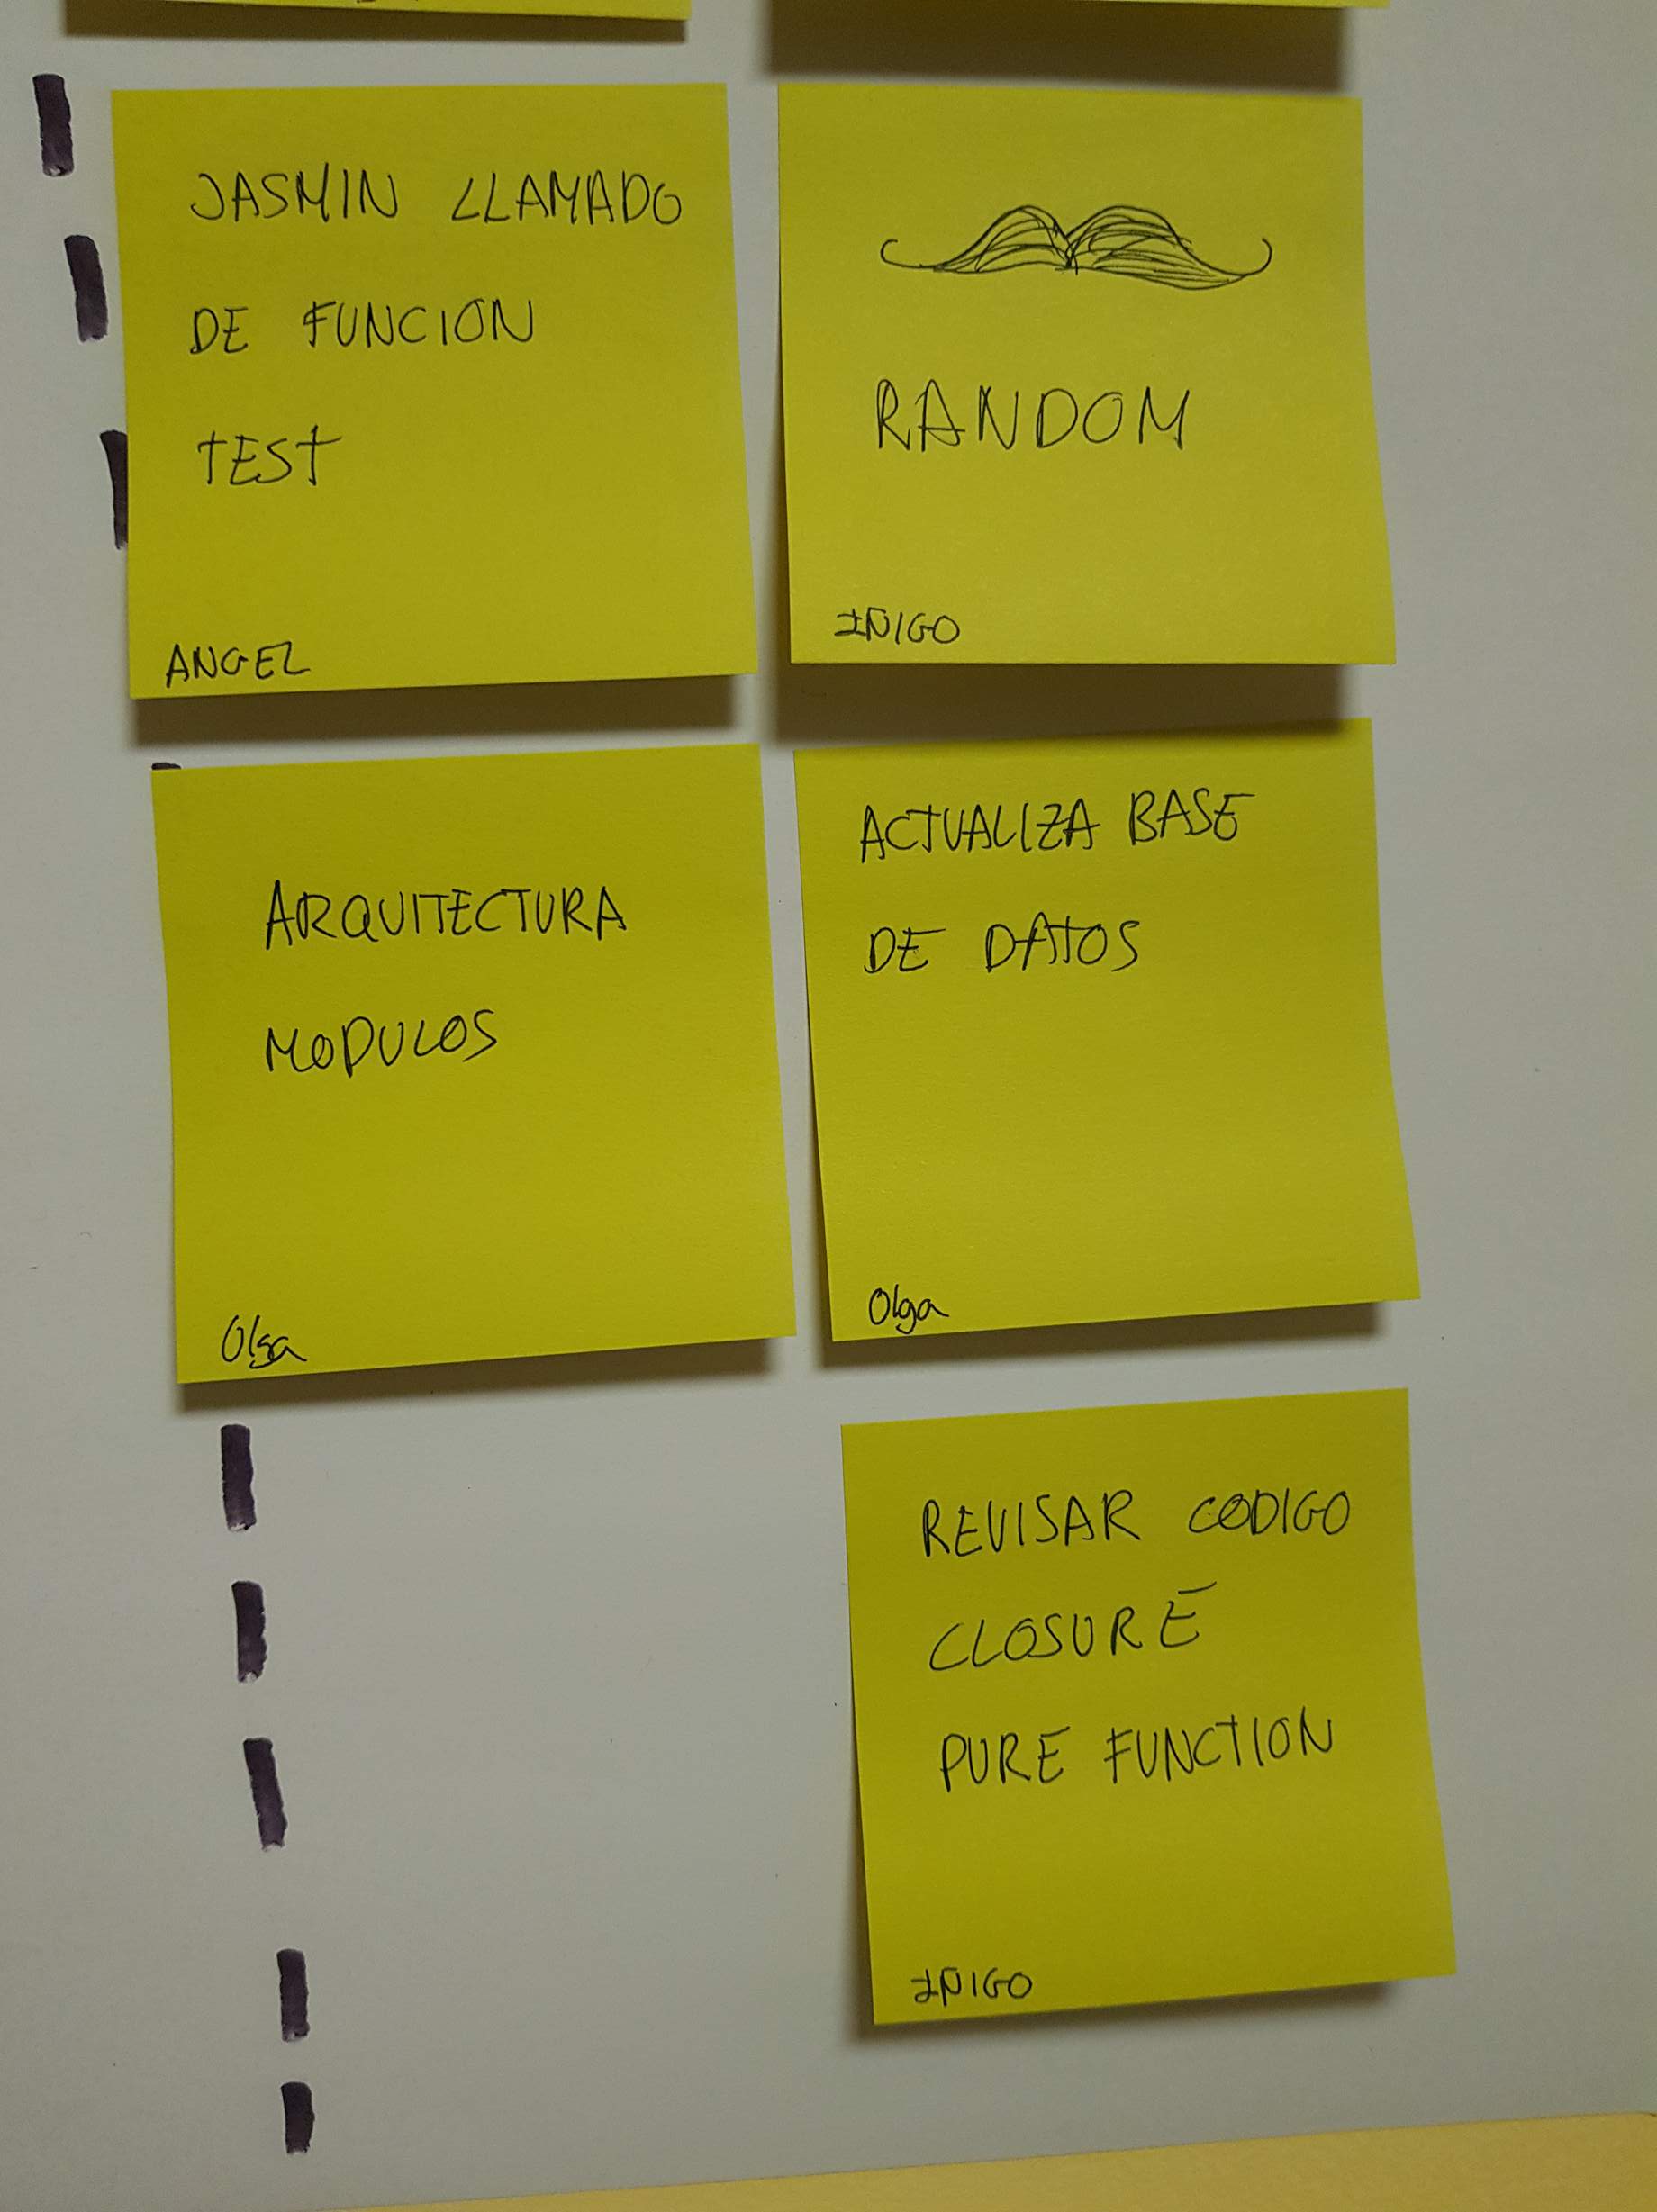 JASMIN LLAMADO
DE FUNCION
TEST
ANGEL
RANDOM
IÑIGO
ARQUITECTURA
MODULOS
Olga
ACTUALIZA BASE
DE DATOS
Olga
REVISAR CODIGO
CLOSURE
PURE FUNCTION
IÑIGO